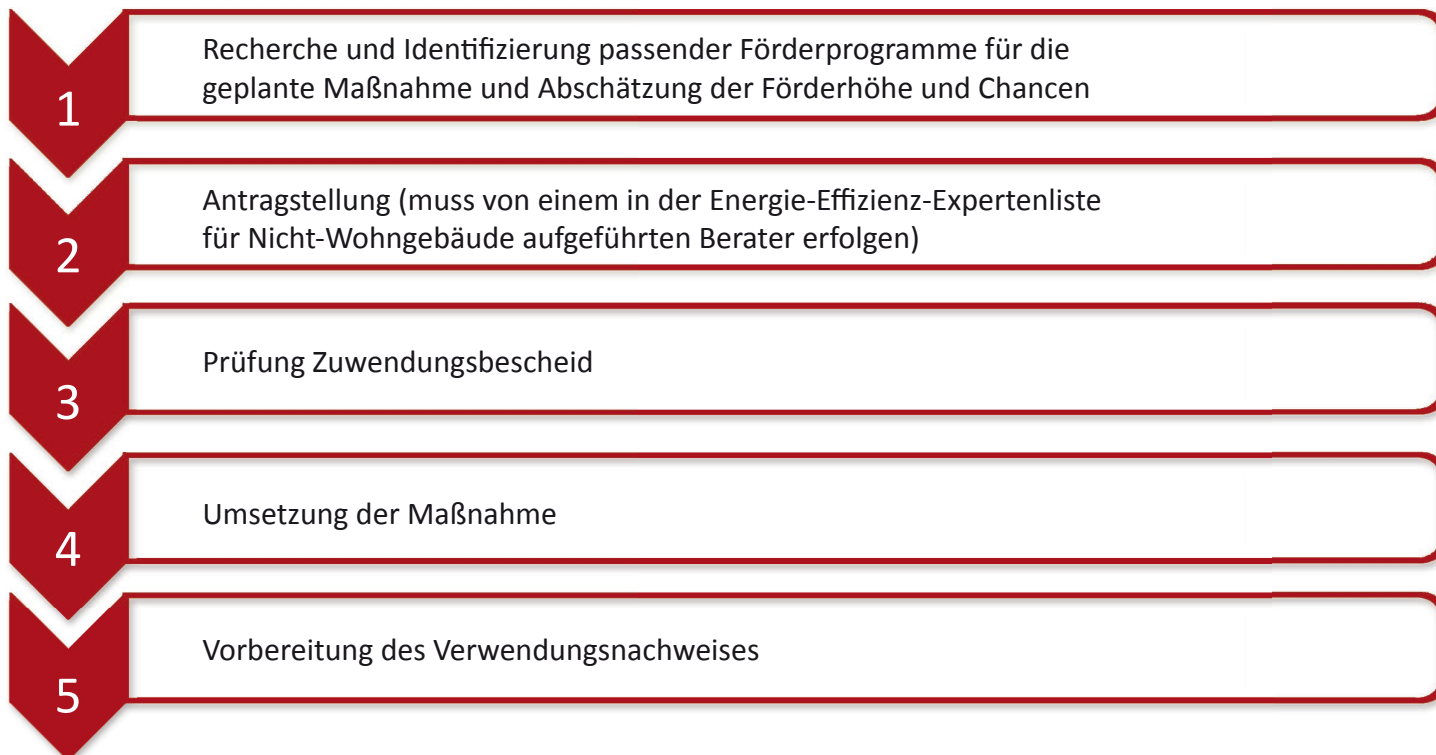 1
Recherche und Identifizierung passender Förderprogramme für die
geplante Maßnahme und Abschätzung der Förderhöhe und Chancen
2
Antragstellung (muss von einem in der Energie-Effizienz-Expertenliste
für Nicht-Wohngebäude aufgeführten Berater erfolgen)
3
Prüfung Zuwendungsbescheid
4
Umsetzung der Maßnahme
5
Vorbereitung des Verwendungsnachweises